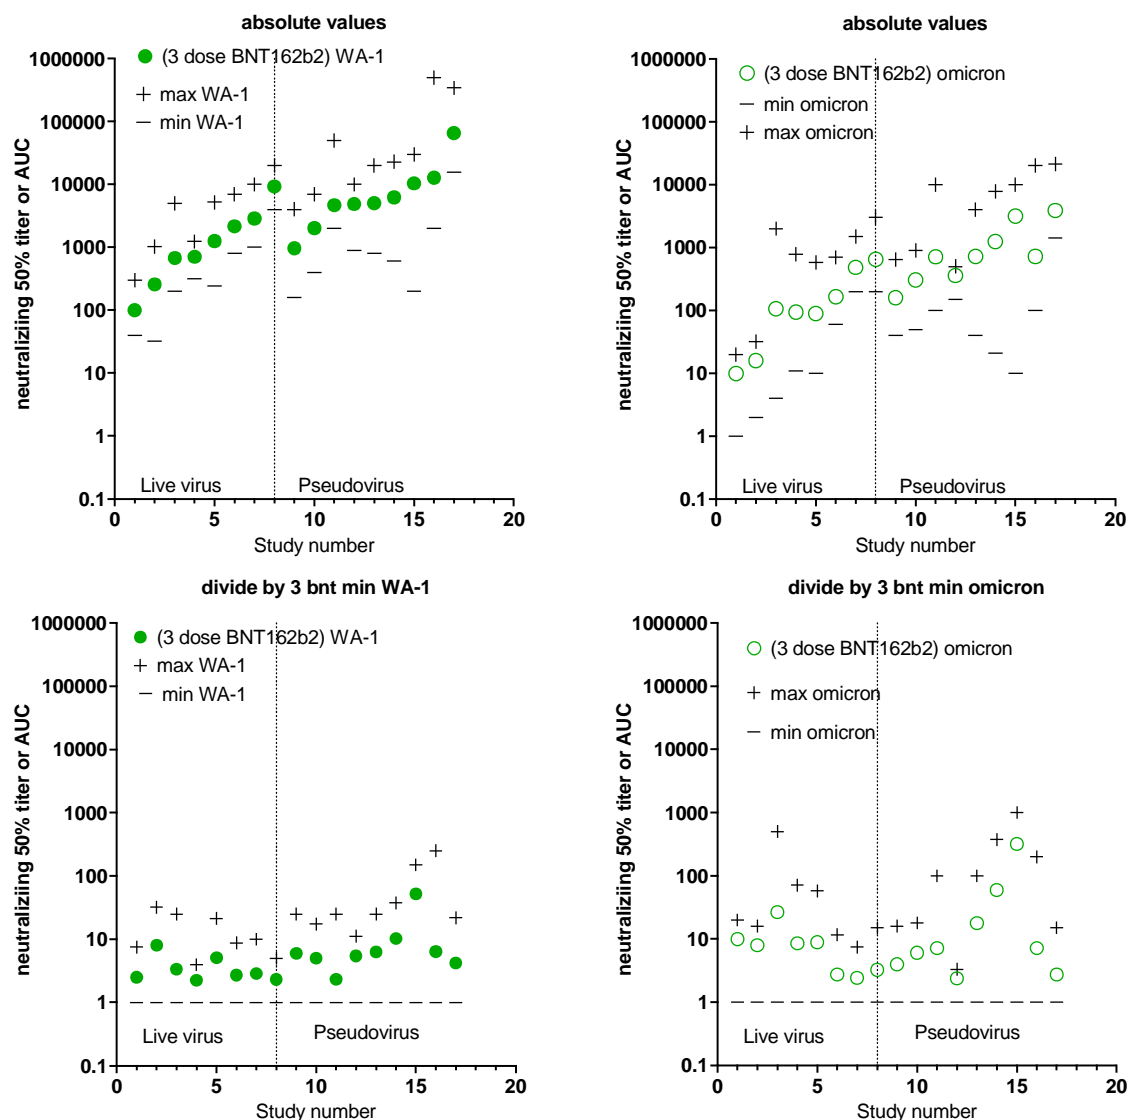 absolute values
neutraliziing 50% titer or AUC
1000000
100000
10000
1000
100
10
1
0.1
(3 dose BNT162b2) WA-1
max WA-1
min WA-1
Live virus
Pseudovirus
0 5 10 15 20
Study number
absolute values
neutraliziing 50% titer or AUC
1000000
100000
10000
1000
100
10
1
0.1
(3 dose BNT162b2) omicron
min omicron
max omicron
Live virus
Pseudovirus
0 5 10 15 20
Study number
divide by 3 bnt min WA-1
neutraliziing 50% titer or AUC
1000000
100000
10000
1000
100
10
1
0.1
(3 dose BNT162b2) WA-1
max WA-1
min WA-1
Live virus
Pseudovirus
0 5 10 15 20
Study number
divide by 3 bnt min omicron
neutraliziing 50% titer or AUC
1000000
100000
10000
1000
100
10
1
0.1
(3 dose BNT162b2) omicron
max omicron
min omicron
Live virus
Pseudovirus
0 5 10 15 20
Study number